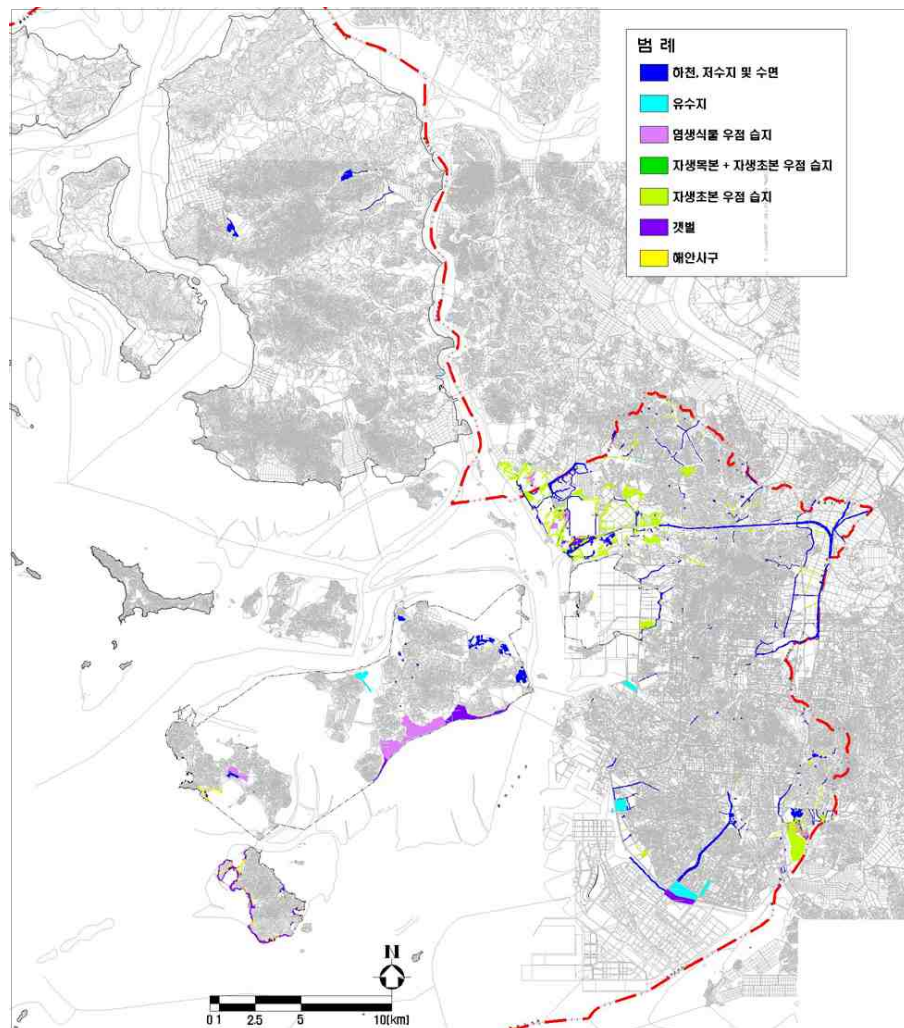 범 례
하천, 저수지 및 수면
유수지
염생식물 우점 습지
자생목본 + 자생초본 우점 습지
자생초본 우점 습지
갯벌
해안사구
N
0 1 2.5 5 10(km)